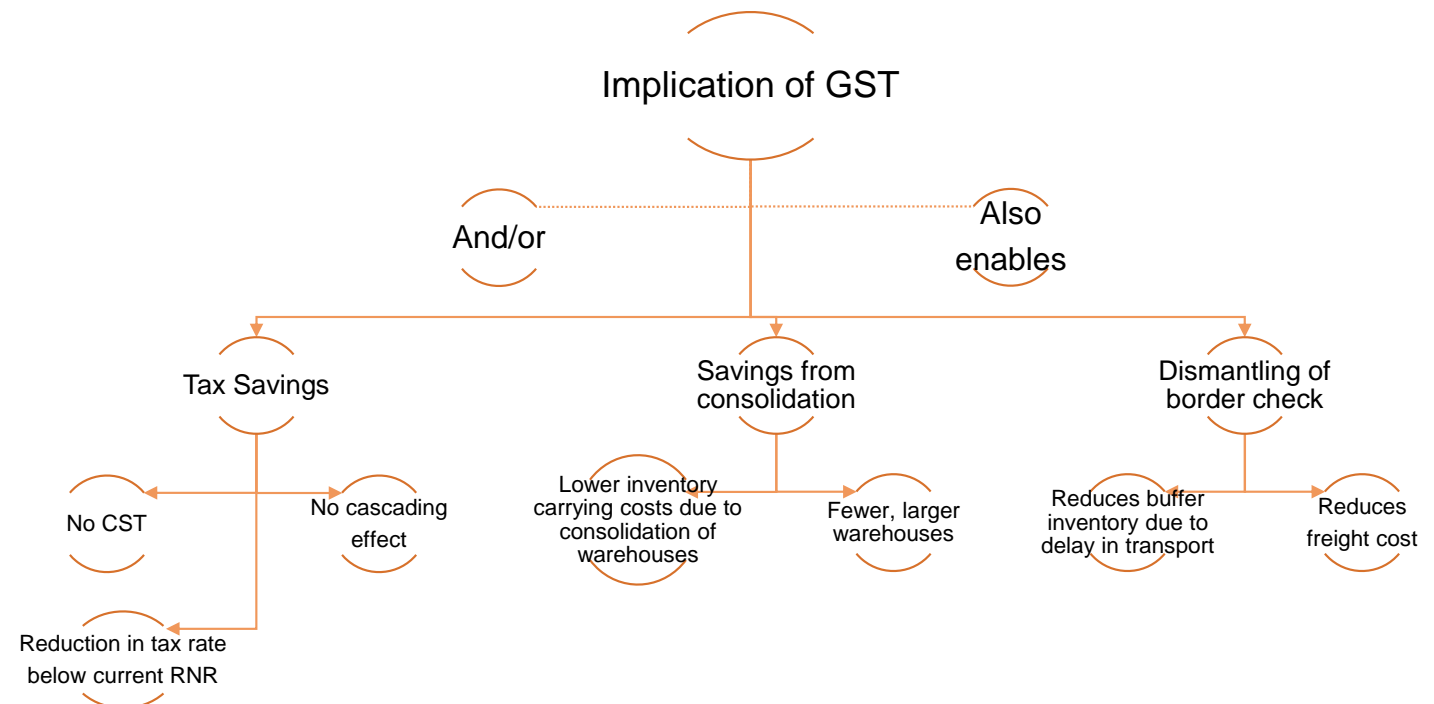 Implication of GST
And/or
Also
enables
Tax Savings
Savings from
consolidation
Dismantling of
border check
No CST
No cascading
effect
Lower inventory
carrying costs due to
consolidation of
warehouses
Fewer, larger
warehouses
Reduces buffer
inventory due to
delay in transport
Reduces
freight cost
Reduction in tax rate
below current RNR